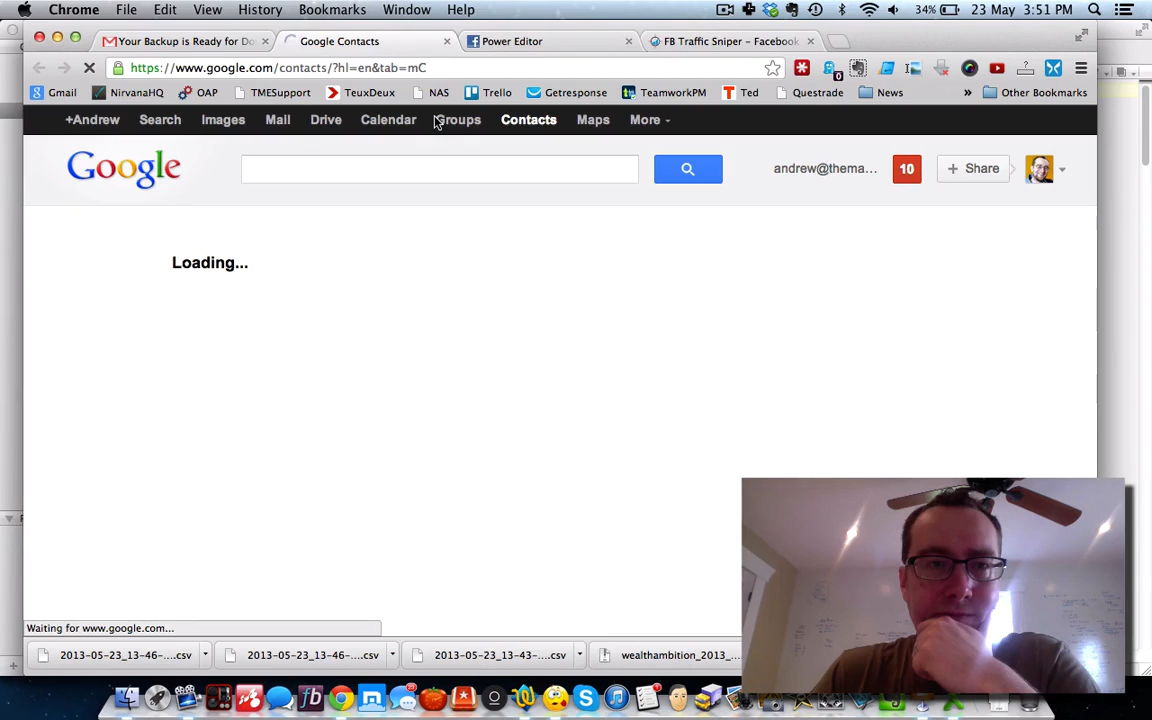 Chrome File Edit View History Bookmarks Window Help 34% 23 May 3:51 PM
Your Backup is Ready for Do Google Contacts Power Editor FB Traffic Sniper – Facebook
https://www.google.com/contacts/?hl=en&tab=mC 0
Gmail NirvanaHQ OAP TMESupport TeuxDeux NAS Trello Getresponse TeamworkPM Ted Questrade News » Other Bookmarks
+Andrew Search Images Mail Drive Calendar Groups Contacts Maps More
Google andrew@thema... 10 + Share
Loading...
Waiting for www.google.com...
2013-05-23_13-46-....csv 2013-05-23_13-46-....csv 2013-05-23_13-43-....csv wealthambition_2013_...